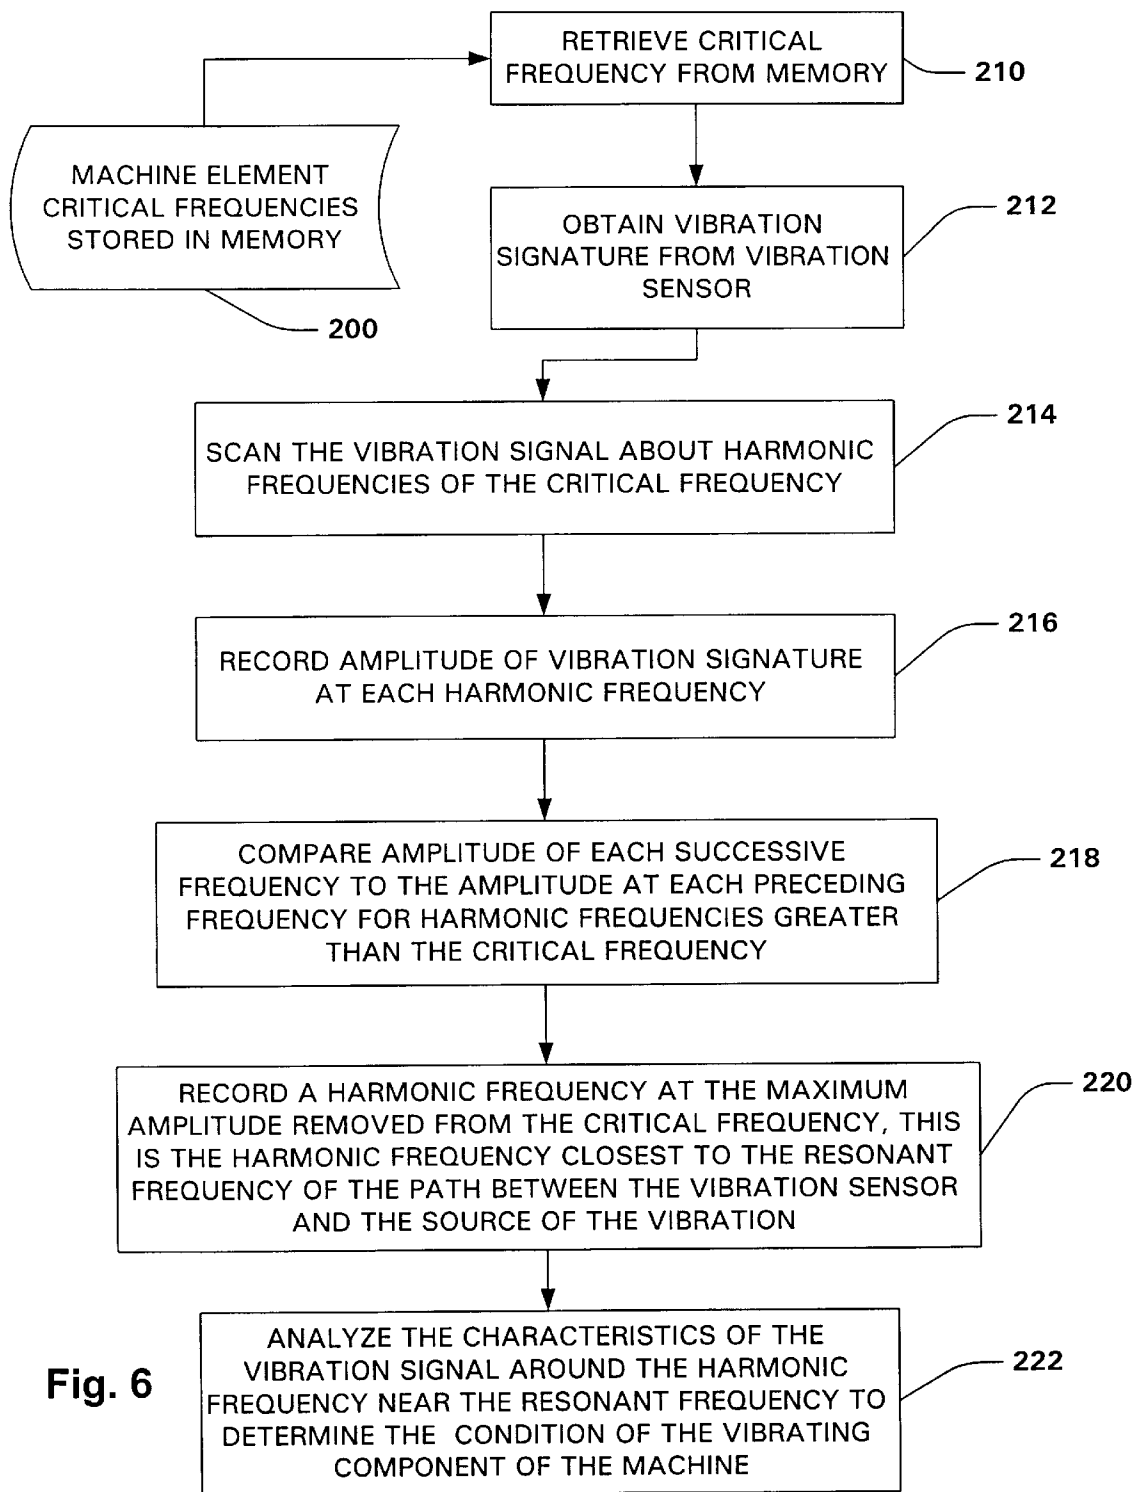 RETRIEVE CRITICAL
FREQUENCY FROM MEMORY
210
MACHINE ELEMENT
CRITICAL FREQUENCIES
STORED IN MEMORY
200
OBTAIN VIBRATION
SIGNATURE FROM VIBRATION
SENSOR
212
SCAN THE VIBRATION SIGNAL ABOUT HARMONIC
FREQUENCIES OF THE CRITICAL FREQUENCY
214
RECORD AMPLITUDE OF VIBRATION SIGNATURE
AT EACH HARMONIC FREQUENCY
216
COMPARE AMPLITUDE OF EACH SUCCESSIVE
FREQUENCY TO THE AMPLITUDE AT EACH PRECEDING
FREQUENCY FOR HARMONIC FREQUENCIES GREATER
THAN THE CRITICAL FREQUENCY
218
RECORD A HARMONIC FREQUENCY AT THE MAXIMUM
AMPLITUDE REMOVED FROM THE CRITICAL FREQUENCY, THIS
IS THE HARMONIC FREQUENCY CLOSEST TO THE RESONANT
FREQUENCY OF THE PATH BETWEEN THE VIBRATION SENSOR
AND THE SOURCE OF THE VIBRATION
220
ANALYZE THE CHARACTERISTICS OF THE
VIBRATION SIGNAL AROUND THE HARMONIC
FREQUENCY NEAR THE RESONANT FREQUENCY TO
DETERMINE THE CONDITION OF THE VIBRATING
COMPONENT OF THE MACHINE
222
Fig. 6